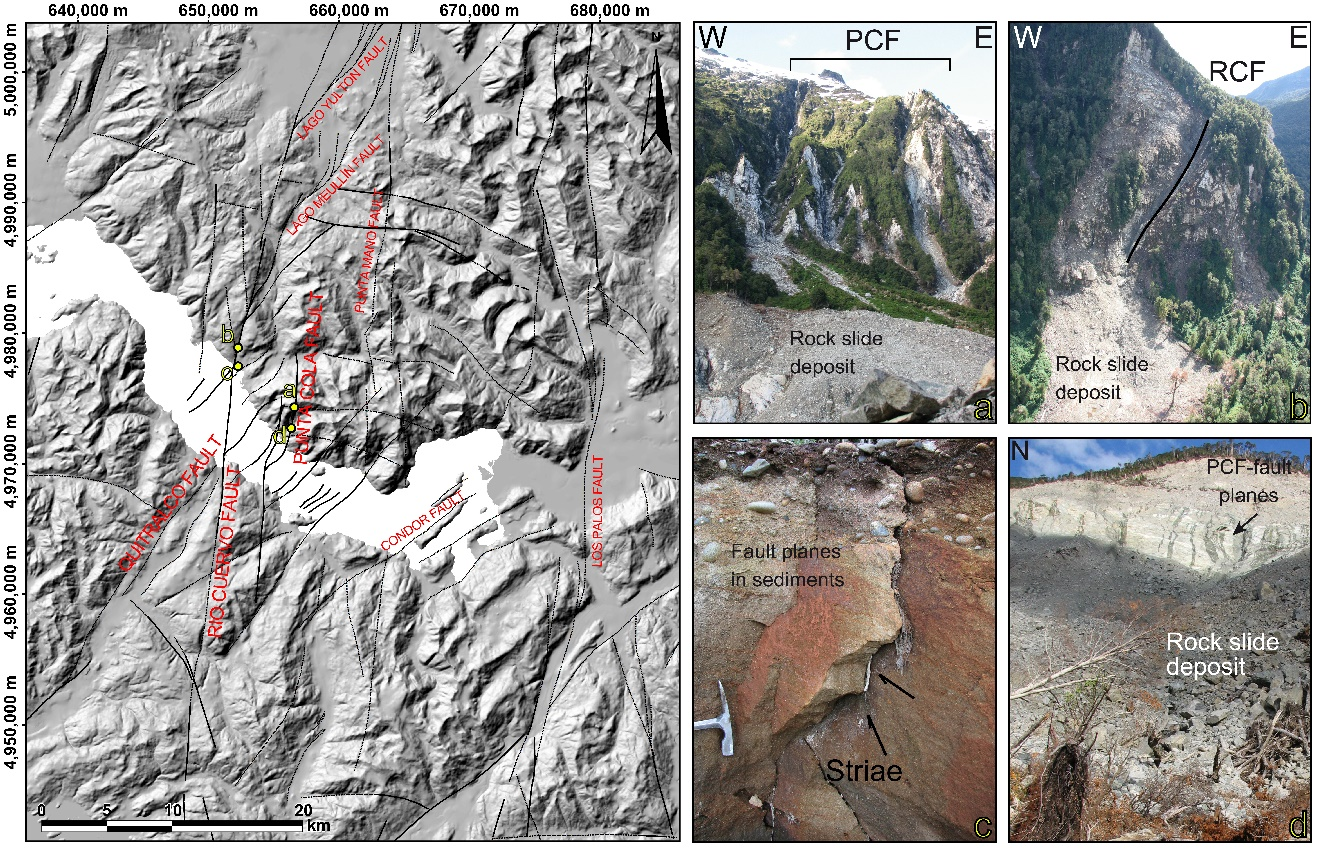 640,000 m
650,000 m
660,000 m
670,000 m
680,000 m
5,000,000 m
4,990,000 m
4,980,000 m
4,970,000 m
4,960,000 m
4,950,000 m
N
LAGO YULTON FAULT
LAGO MEULLIN FAULT
PUNTA MANO FAULT
PUNTA COLA FAULT
b
c
a
d
QUITRALCO FAULT
RIO CUERVO FAULT
CONDOR FAULT
LOS PALOS FAULT
0
5
10
20
km
W
PCF
E
Rock slide
deposit
a
W
E
RCF
Rock slide
deposit
b
Fault planes
in sediments
Striae
c
N
PCF-fault
planes
Rock slide
deposit
d